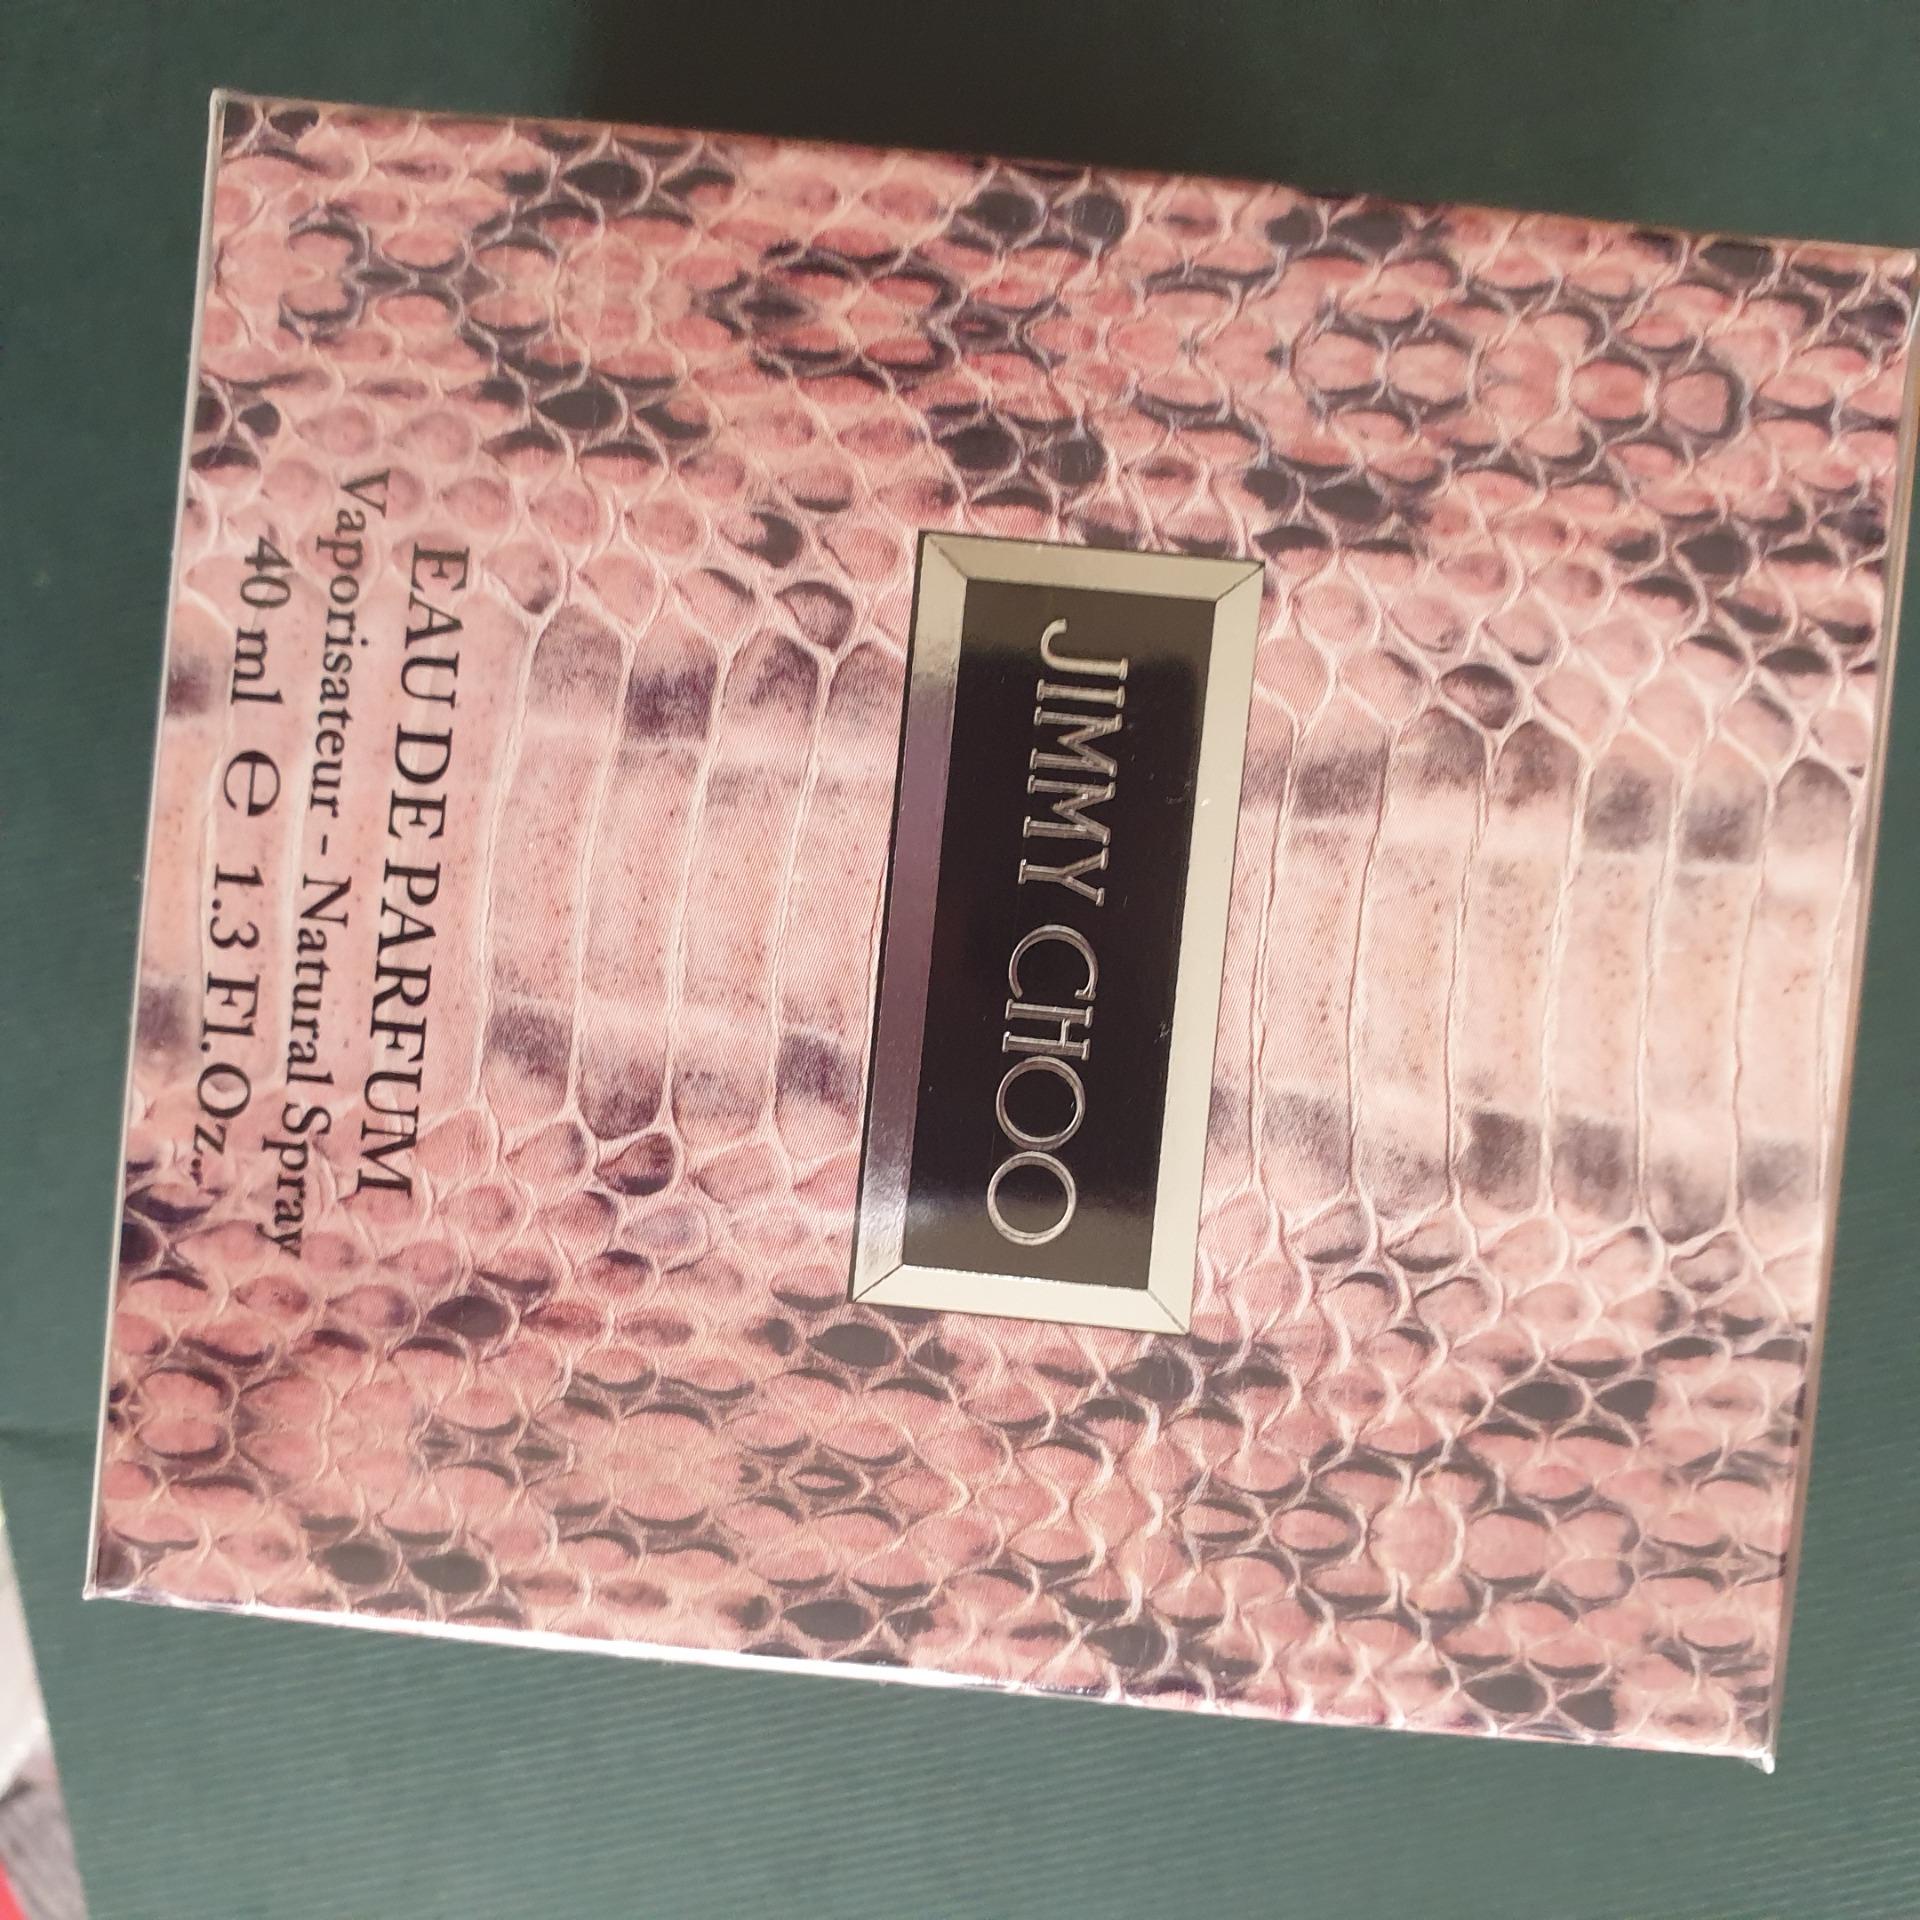 JIMMY CHOO
EAU DE PARFUM
Vaporisateur - Natural Spray
40 ml ℮ 1.3 Fl.Oz.